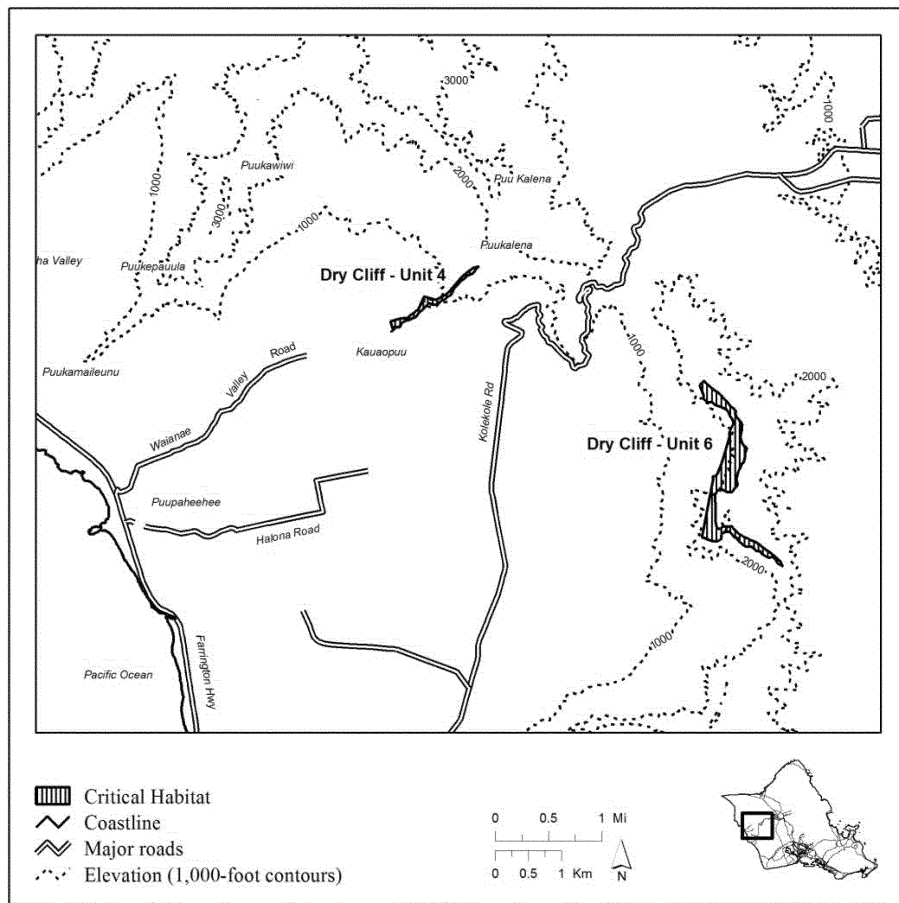 3000
1000
1000
Puukawiwi
2000
Puu Kalena
3000
1000
Puukalena
ha Valley
Puukepauula
Dry Cliff - Unit 4
Kauaopuu
1000
Puukamaileunu
2000
Waianae Valley Road
Kolekole Rd
Dry Cliff - Unit 6
Puupaheehee
Halona Road
2000
1000
Pacific Ocean
Farrington Hwy
Critical Habitat
Coastline
Major roads
Elevation (1,000-foot contours)
0 0.5 1 Mi
0 0.5 1 Km
N